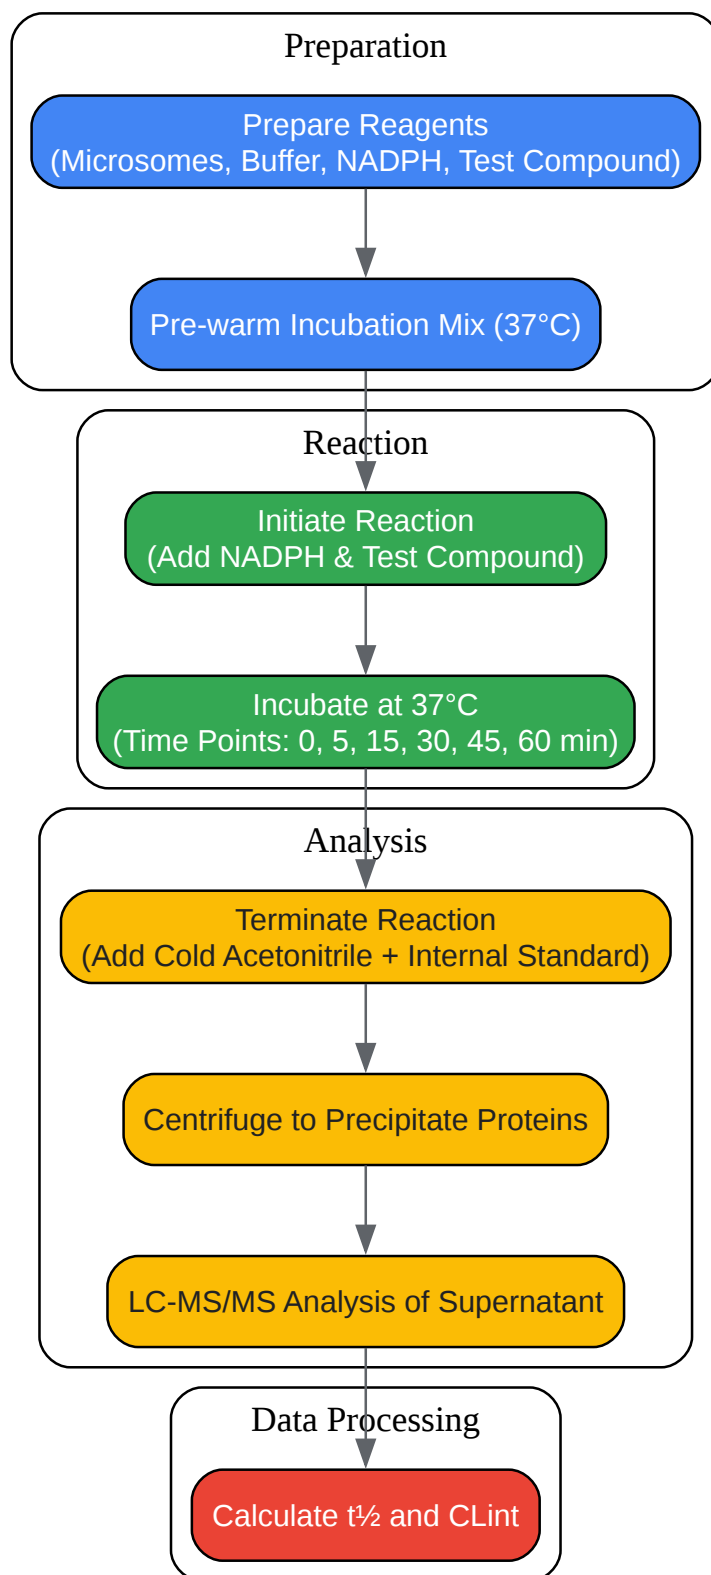 Preparation
Prepare Reagents
(Microsomes, Buffer, NADPH, Test Compound)
Pre-warm Incubation Mix (37°C)
Reaction
Initiate Reaction
(Add NADPH & Test Compound)
Incubate at 37°C
(Time Points: 0, 5, 15, 30, 45, 60 min)
Analysis
Terminate Reaction
(Add Cold Acetonitrile + Internal Standard)
Centrifuge to Precipitate Proteins
LC-MS/MS Analysis of Supernatant
Data Processing
Calculate t½ and CLint